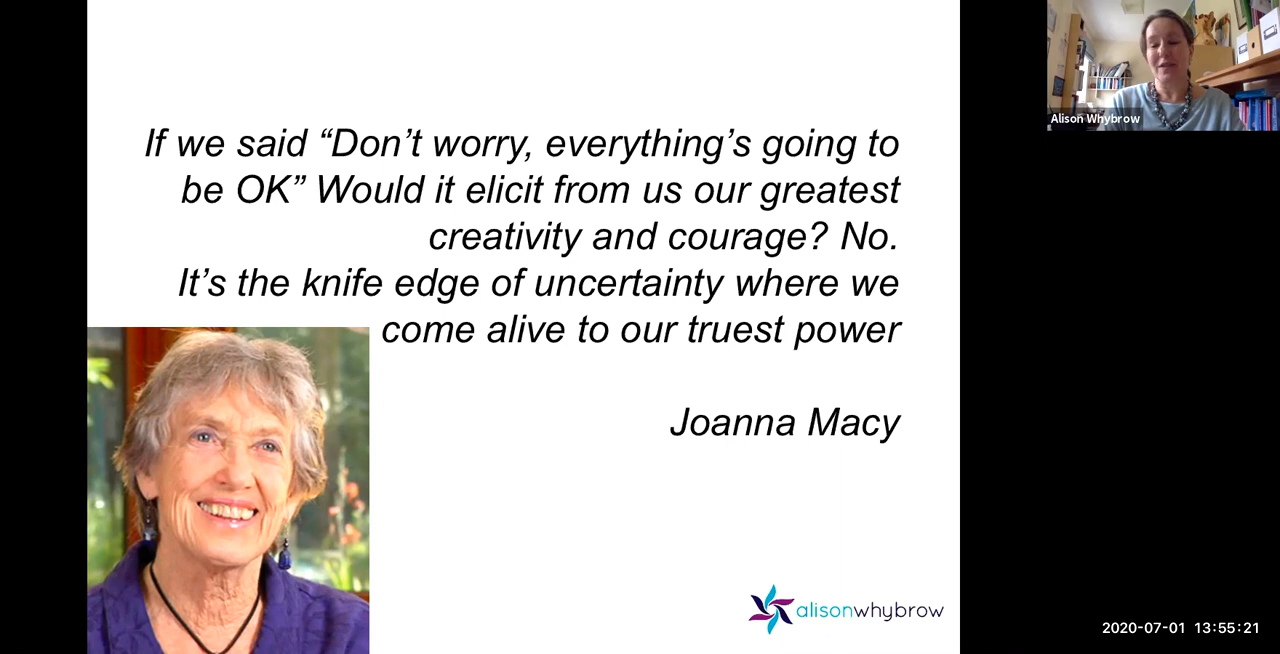 If we said “Don’t worry, everything’s going to
be OK” Would it elicit from us our greatest
creativity and courage? No.
It’s the knife edge of uncertainty where we
come alive to our truest power
Joanna Macy
alisonwhybrow
Alison Whybrow
2020-07-01 13:55:21